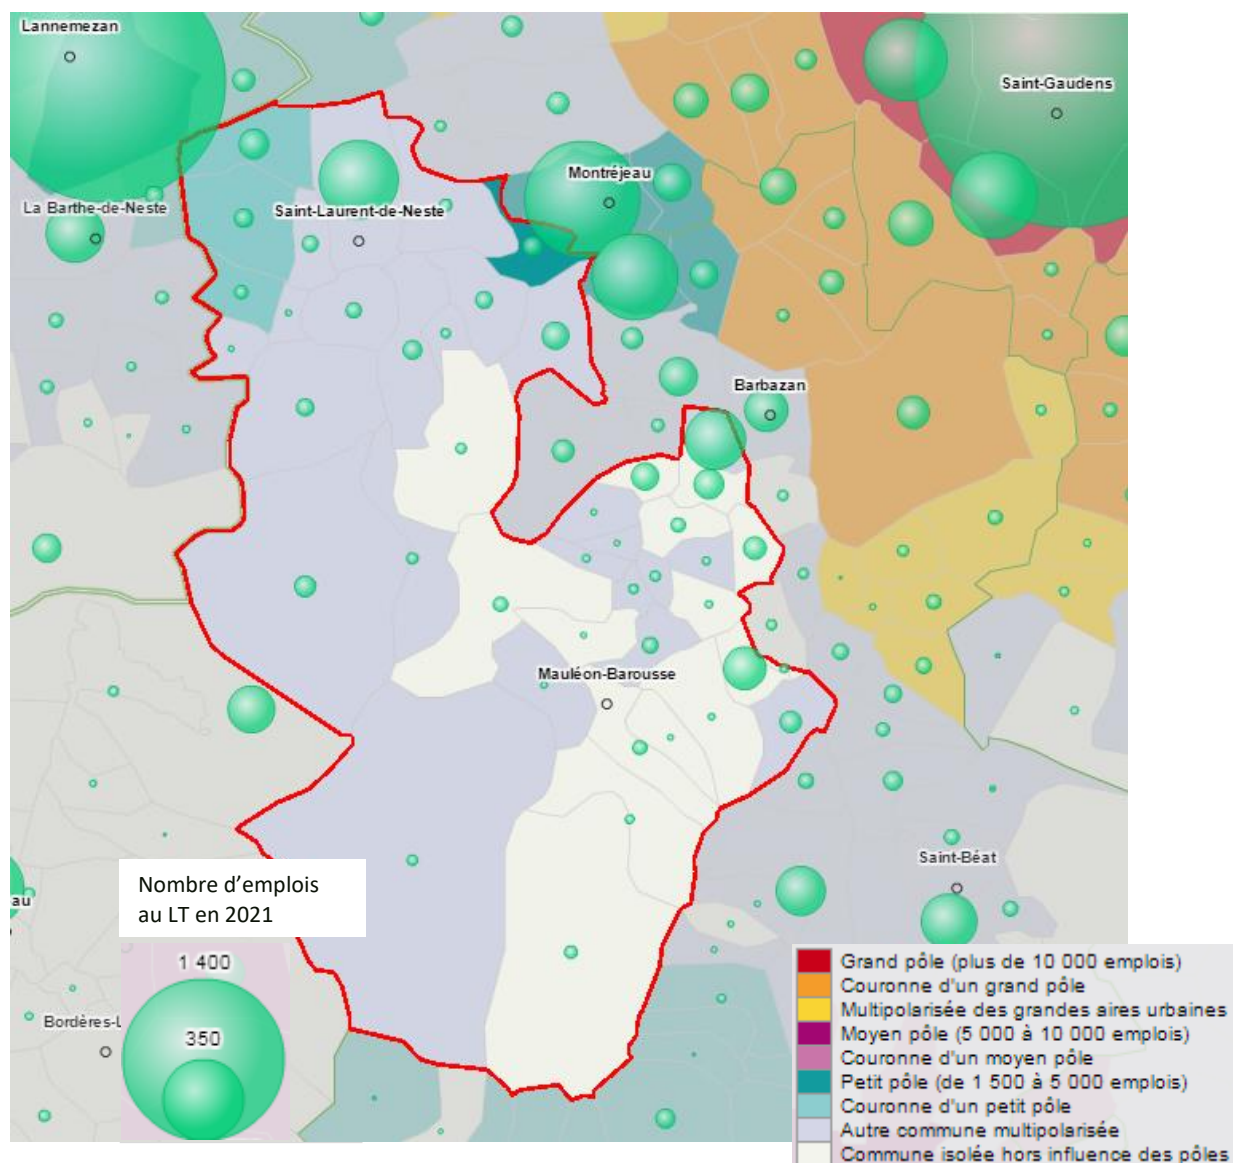 Lannemezan
Saint-Gaudens
Montréjeau
La Barthe-de-Neste
Saint-Laurent-de-Neste
Barbazan
Mauléon-Barousse
Saint-Béat
au
Bordères-L
Nombre d'emplois
au LT en 2021
1 400
350
Grand pôle (plus de 10 000 emplois)
Couronne d'un grand pôle
Multipolarisée des grandes aires urbaines
Moyen pôle (5 000 à 10 000 emplois)
Couronne d'un moyen pôle
Petit pôle (de 1 500 à 5 000 emplois)
Couronne d'un petit pôle
Autre commune multipolarisée
Commune isolée hors influence des pôles